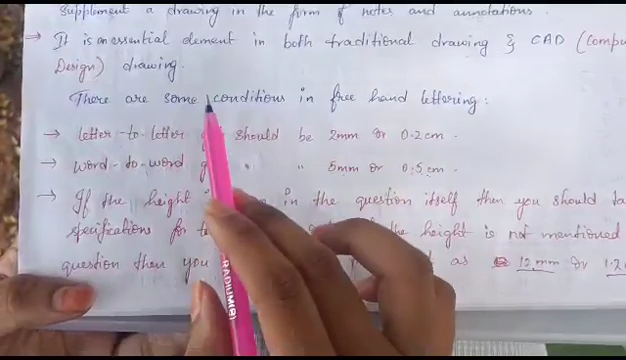 supplement a drawing in the form of notes and annotations.
→ It is an essential element in both traditional drawing & CAD (Compu
Design) drawing.
There are some conditions in free hand lettering:
→ letter-to-letter should be 2mm or 0.2cm.
→ word-to-word " " 5mm or 0.5cm.
→ If the height in the question itself then you should ta
specifications for the height is not mentioned
question then you as 12mm or 1.2
RADIUM(B)